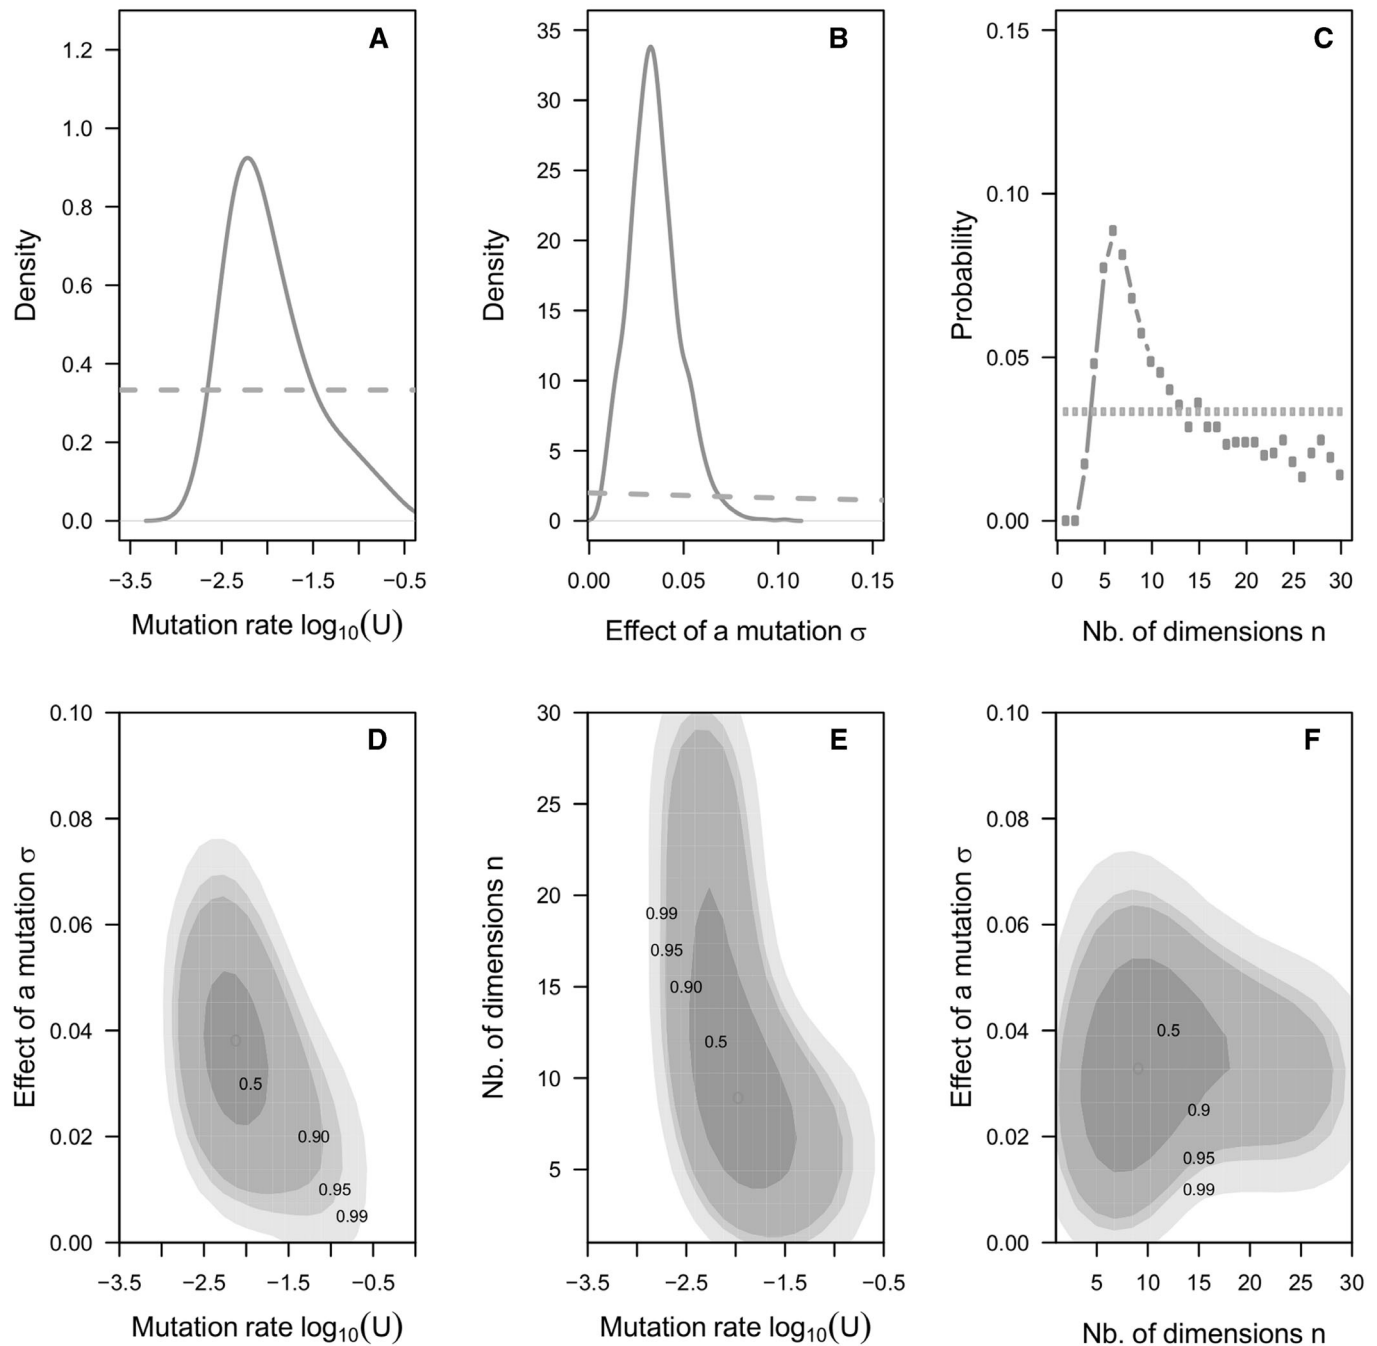 A
1.2
1.0
0.8
0.6
0.4
0.2
0.0
Density
−3.5 −2.5 −1.5 −0.5
Mutation rate log₁₀(U)
B
35
30
25
20
15
10
5
0
Density
0.00 0.05 0.10 0.15
Effect of a mutation σ
C
0.15
0.10
0.05
0.00
Probability
0 5 10 15 20 25 30
Nb. of dimensions n
D
0.10
0.08
0.06
0.04
0.02
0.00
Effect of a mutation σ
0.5
0.90
0.95
0.99
−3.5 −2.5 −1.5 −0.5
Mutation rate log₁₀(U)
E
30
25
20
15
10
5
Nb. of dimensions n
0.99
0.95
0.90
0.5
−3.5 −2.5 −1.5 −0.5
Mutation rate log₁₀(U)
F
0.10
0.08
0.06
0.04
0.02
0.00
Effect of a mutation σ
0.5
0.9
0.95
0.99
5 10 15 20 25 30
Nb. of dimensions n